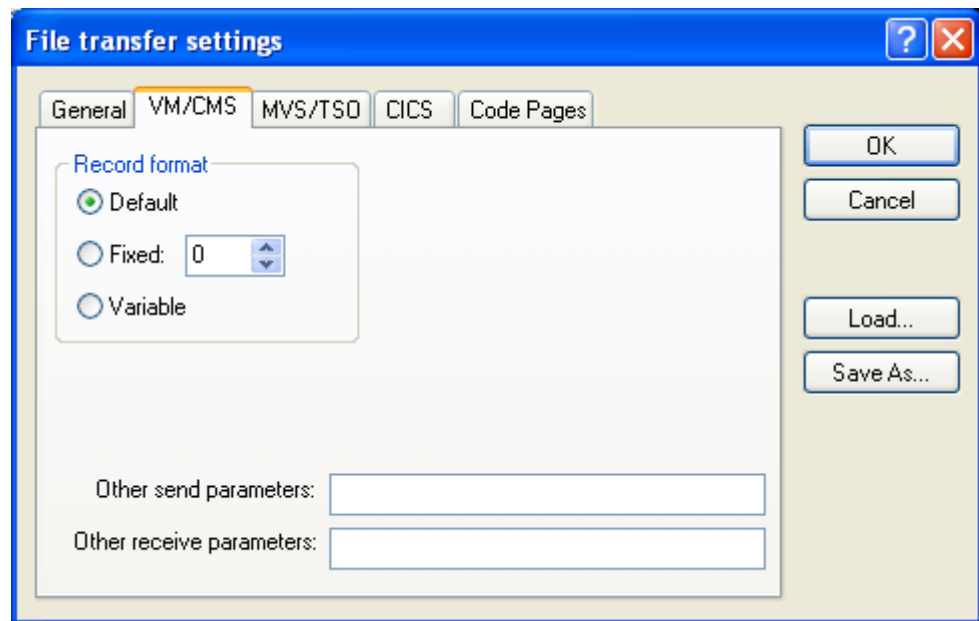 File transfer settings
?
General VM/CMS MVS/TSO CICS Code Pages
Record format
Default
Fixed: 0
Variable
Other send parameters:
Other receive parameters:
OK
Cancel
Load...
Save As...